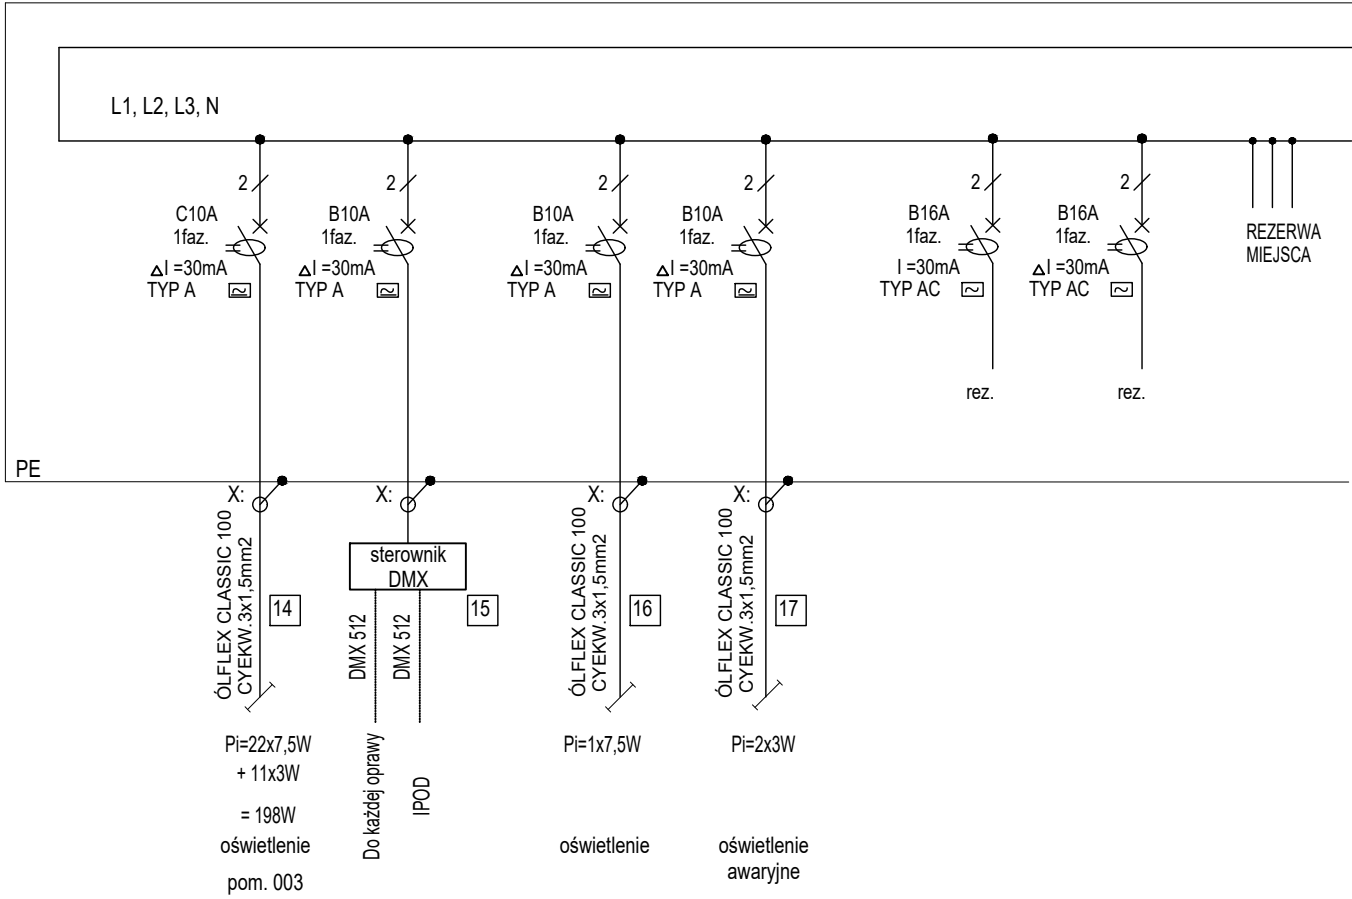 L1, L2, L3, N
2
C10A
1faz.
ΔI =30mA
TYP A
2
B10A
1faz.
ΔI =30mA
TYP A
2
B10A
1faz.
ΔI =30mA
TYP A
2
B10A
1faz.
ΔI =30mA
TYP A
2
B16A
1faz.
I =30mA
TYP AC
rez.
2
B16A
1faz.
ΔI =30mA
TYP AC
rez.
REZERWA
MIEJSCA
PE
X:
ÓLFLEX CLASSIC 100
CYEKW.3x1,5mm2
14
Pi=22x7,5W
+ 11x3W
= 198W
oświetlenie
pom. 003
X:
sterownik
DMX
15
DMX 512
Do każdej oprawy
DMX 512
IPOD
X:
ÓLFLEX CLASSIC 100
CYEKW.3x1,5mm2
16
Pi=1x7,5W
oświetlenie
X:
ÓLFLEX CLASSIC 100
CYEKW.3x1,5mm2
17
Pi=2x3W
oświetlenie
awaryjne